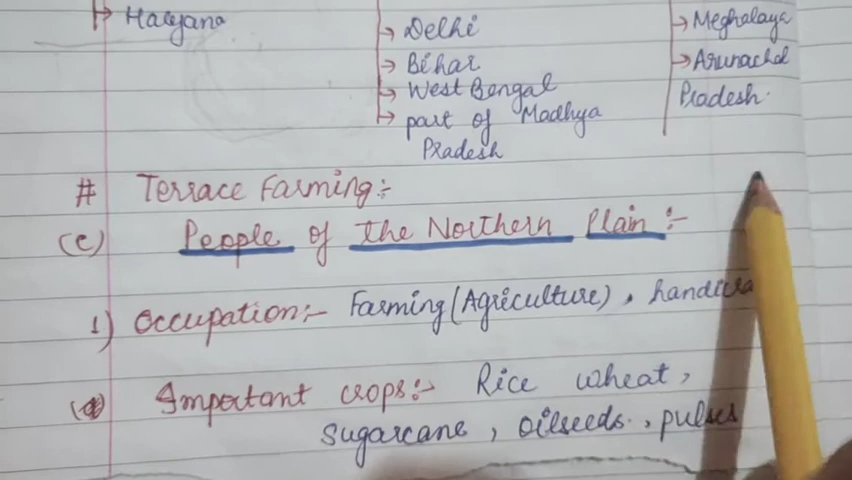 → Haryana
→ Delhi
→ Bihar
→ West Bengal
→ part of Madhya
Pradesh
→ Meghalaya
→ Arunachal
Pradesh.
# Terrace Farming:-
(c) People of the Northern Plain :-
1) Occupation:- Farming (Agriculture) ,
Important crops:- Rice wheat,
sugarcane, oilseeds. , pulses